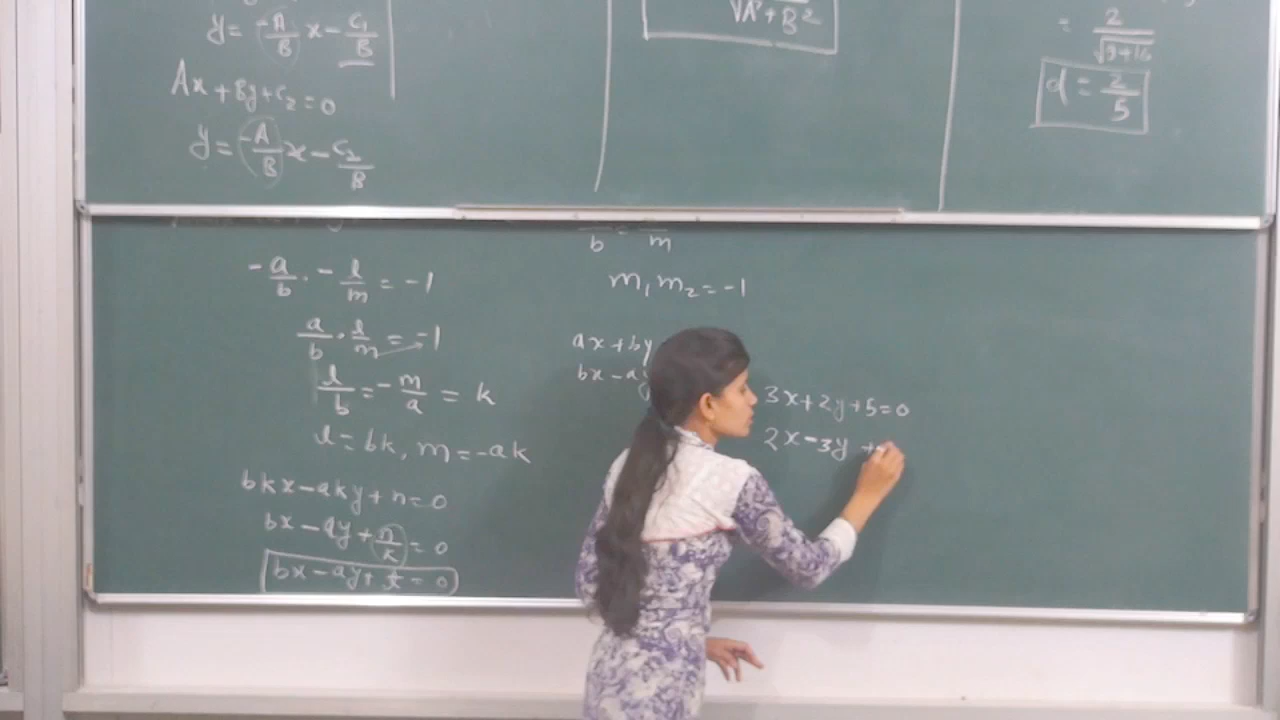 y = -A/B x - C1/B
Ax + By + C2 = 0
y = -A/B x - C2/B
√A²+B²
= 2/√9+16
d = 2/5
-a/b · -l/m = -1
a/b · l/m = -1
l/b = -m/a = k
l = bk, m = -ak
bkx - aky + n = 0
bx - ay + n/k = 0
bx - ay + k = 0
b = m
m1 m2 = -1
ax + by
bx - ay
3x + 2y + 5 = 0
2x - 3y +